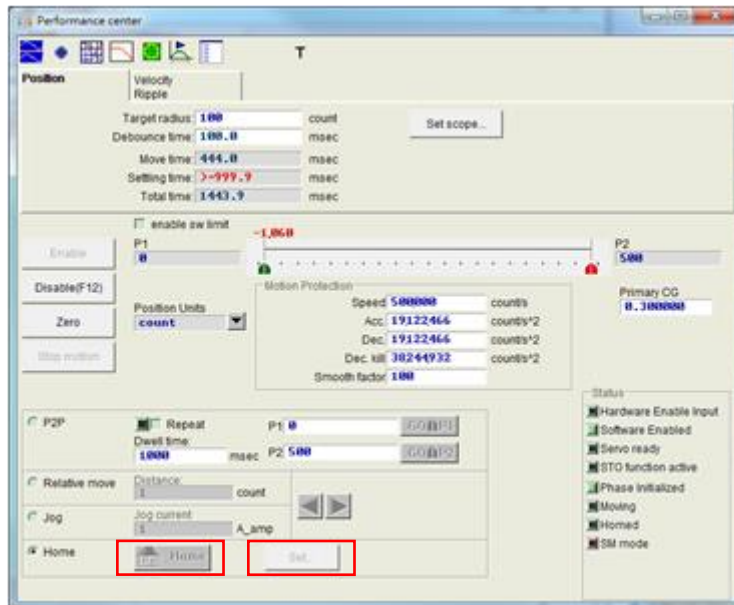 Performance center
T
Position
Velocity
Ripple
Target radius: 100 count
Set scope...
Debounce time: 100.0 msec
Move time: 444.0 msec
Settling time: >-999.9 msec
Total time: 1443.9 msec
enable sw limit
-1,060
P1
0
P2
500
Enable
Disable(F12)
Zero
Stop motion
Position Units
count
Motion Protection
Speed 500000 count/s
Acc. 19122466 count/s^2
Dec. 19122466 count/s^2
Dec. kill 38244932 count/s^2
Smooth factor 100
Primary CG
0.300000
P2P
Repeat
Dwell time:
1000 msec
P1 0
P2 500
Relative move
Distance:
1 count
Jog
Jog current:
1 A_amp
Home
Home
Set...
Status
Hardware Enable Input
Software Enabled
Servo ready
STO function active
Phase Initialized
Moving
Homed
SM mode